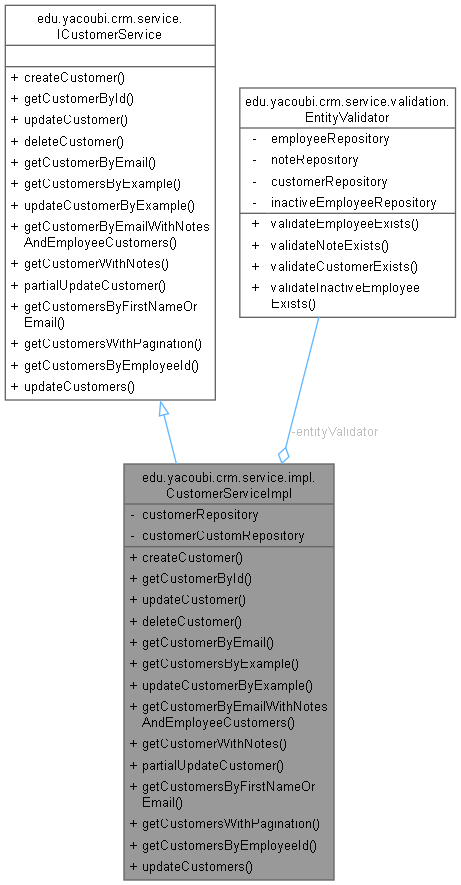 edu.yacoubi.crm.service.
ICustomerService
+ createCustomer()
+ getCustomerById()
+ updateCustomer()
+ deleteCustomer()
+ getCustomerByEmail()
+ getCustomersByExample()
+ updateCustomerByExample()
+ getCustomerByEmailWithNotes
AndEmployeeCustomers()
+ getCustomerWithNotes()
+ partialUpdateCustomer()
+ getCustomersByFirstNameOr
Email()
+ getCustomersWithPagination()
+ getCustomersByEmployeeId()
+ updateCustomers()
edu.yacoubi.crm.service.validation.
EntityValidator
- employeeRepository
- noteRepository
- customerRepository
- inactiveEmployeeRepository
+ validateEmployeeExists()
+ validateNoteExists()
+ validateCustomerExists()
+ validateInactiveEmployee
Exists()
-entityValidator
edu.yacoubi.crm.service.impl.
CustomerServiceImpl
- customerRepository
- customerCustomRepository
+ createCustomer()
+ getCustomerById()
+ updateCustomer()
+ deleteCustomer()
+ getCustomerByEmail()
+ getCustomersByExample()
+ updateCustomerByExample()
+ getCustomerByEmailWithNotes
AndEmployeeCustomers()
+ getCustomerWithNotes()
+ partialUpdateCustomer()
+ getCustomersByFirstNameOr
Email()
+ getCustomersWithPagination()
+ getCustomersByEmployeeId()
+ updateCustomers()